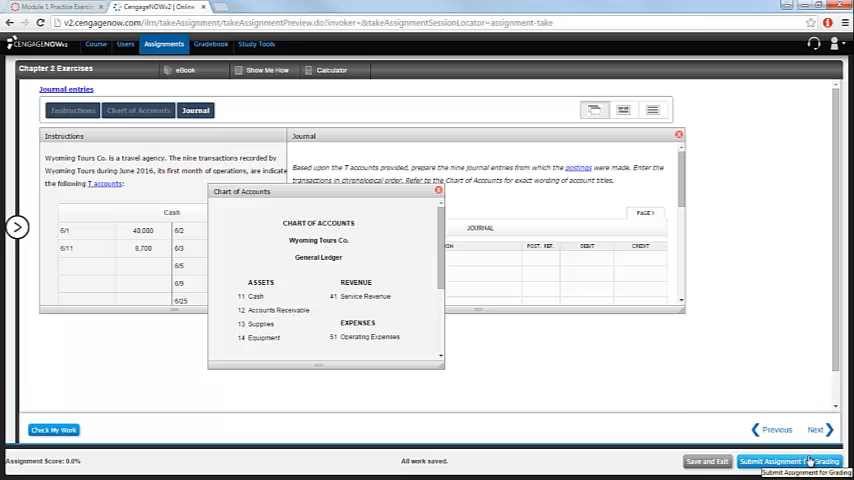 Module 1 Practice Exerci
CengageNOWv2 | Online
v2.cengagenow.com/ilrn/takeAssignment/takeAssignmentPreview.do?invoker=&takeAssignmentSessionLocator=assignment-take
CENGAGENOWv2 Course Users Assignments Gradebook Study Tools
Chapter 2 Exercises eBook Show Me How Calculator
Journal entries
Instructions Chart of Accounts Journal
Instructions
Wyoming Tours Co. is a travel agency. The nine transactions recorded by
Wyoming Tours during June 2016, its first month of operations, are indicate
the following T accounts:
Cash
6/1 40,000 6/2
6/11 8,700 6/3
6/5
6/23
6/25
Journal
Based upon the T accounts provided, prepare the nine journal entries from which the postings were made. Enter the
transactions in chronological order. Refer to the Chart of Accounts for exact wording of account titles.
PAGE 1
JOURNAL
ION POST. REF. DEBIT CREDIT
Chart of Accounts
CHART OF ACCOUNTS
Wyoming Tours Co.
General Ledger
ASSETS
11 Cash
12 Accounts Receivable
13 Supplies
14 Equipment
REVENUE
41 Service Revenue
EXPENSES
51 Operating Expenses
Check My Work Previous Next
Assignment Score: 0.0% All work saved. Save and Exit Submit Assignment for Grading
Submit Assignment for Grading